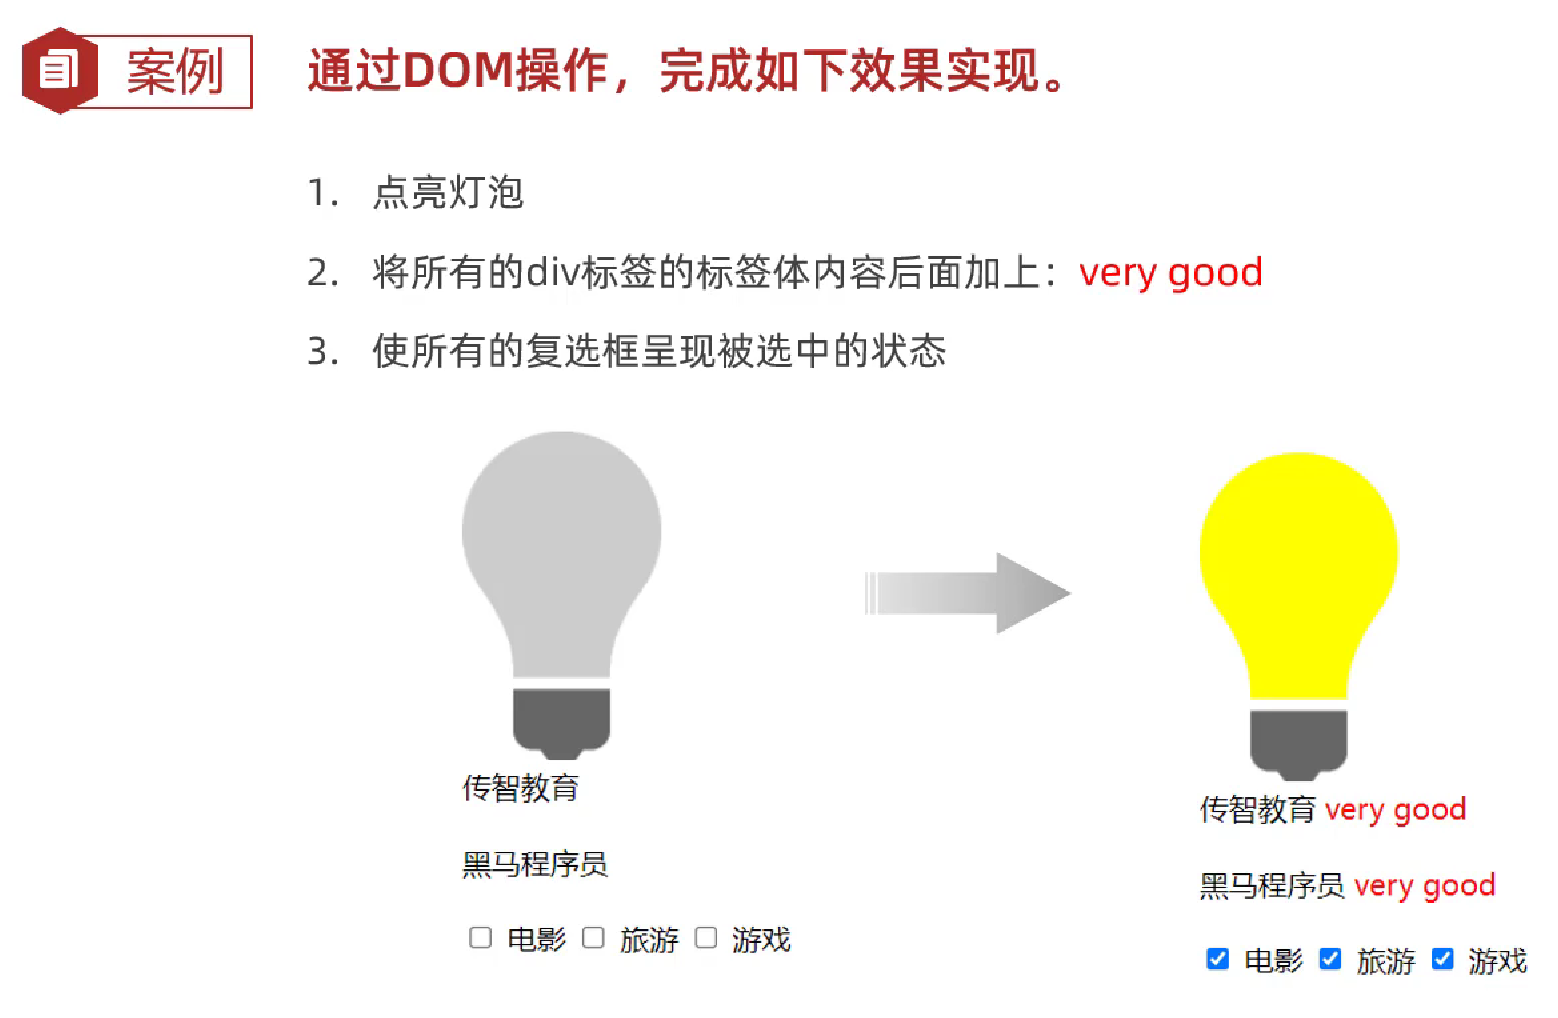 案例
通过DOM操作，完成如下效果实现。
1. 点亮灯泡
2. 将所有的div标签的标签体内容后面加上：very good
3. 使所有的复选框呈现被选中的状态
传智教育
黑马程序员
电影 旅游 游戏
传智教育 very good
黑马程序员 very good
电影 旅游 游戏